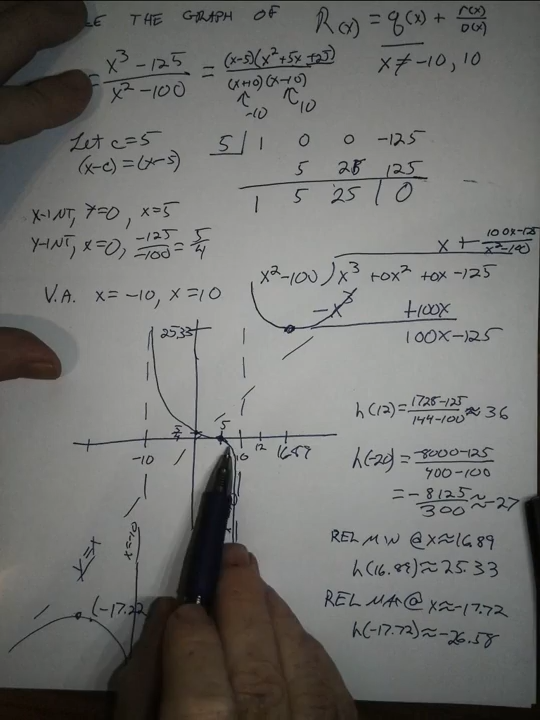 THE GRAPH OF R(x) = q(x) + r(x)/D(x)
= x³ - 125 / x² - 100 = (x-5)(x²+5x+25) / (x+10)(x-10)
x ≠ -10, 10
-10 10
Let c = 5
(x-c) = (x-5)
5 | 1 0 0 -125
5 25 125
1 5 25 | 0
X-INT, y=0, x=5
Y-INT, x=0, -125/-100 = 5/4
V.A. x = -10, x = 10
x + 100x-125 / x²-100
x²-100 ) x³ + 0x² + 0x - 125
-x³ +100x
100x - 125
25.33
5/4 5
-10 10 12 16.89
x=-10
y=x
(-17.72
h(12) = 1728-125 / 144-100 ≈ 36
h(-20) = -8000-125 / 400-100
= -8125/300 ≈ -27
REL MIN @ x ≈ 16.89
h(16.89) ≈ 25.33
REL MAX @ x ≈ -17.72
h(-17.72) ≈ -26.58